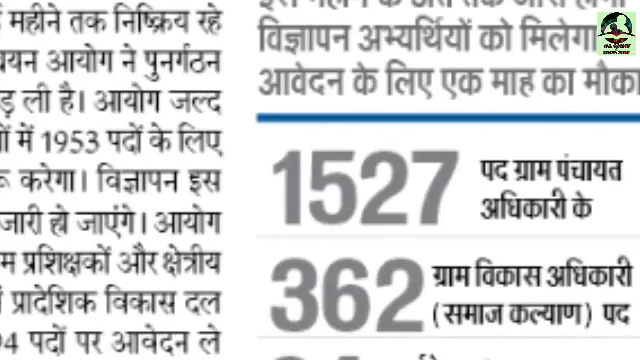 महीने तक निष्क्रिय रहे
चयन आयोग ने पुनर्गठन
ली है। आयोग जल्द
में 1953 पदों के लिए
करेगा। विज्ञापन इस
जारी हो जाएंगे। आयोग
प्रशिक्षकों और क्षेत्रीय
प्रादेशिक विकास दल
पदों पर आवेदन ले
विज्ञापन अभ्यर्थियों को मिलेगा
आवेदन के लिए एक माह का मौका
1527 पद ग्राम पंचायत
अधिकारी के
362 ग्राम विकास अधिकारी
(समाज कल्याण) पद